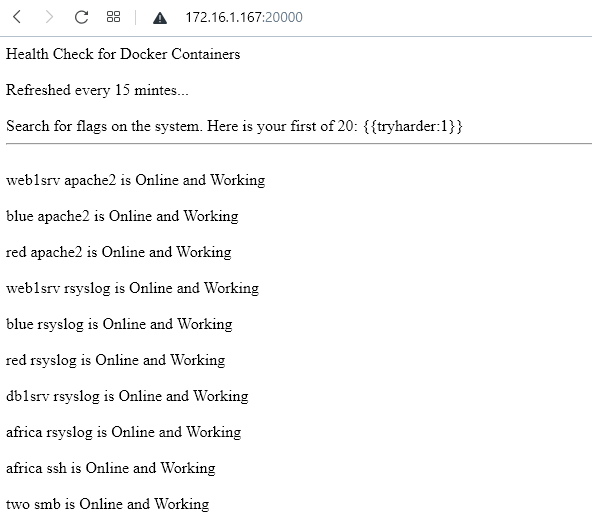 172.16.1.167:20000
Health Check for Docker Containers
Refreshed every 15 mintes...
Search for flags on the system. Here is your first of 20: {{tryharder:1}}
web1srv apache2 is Online and Working
blue apache2 is Online and Working
red apache2 is Online and Working
web1srv rsyslog is Online and Working
blue rsyslog is Online and Working
red rsyslog is Online and Working
db1srv rsyslog is Online and Working
africa rsyslog is Online and Working
africa ssh is Online and Working
two smb is Online and Working